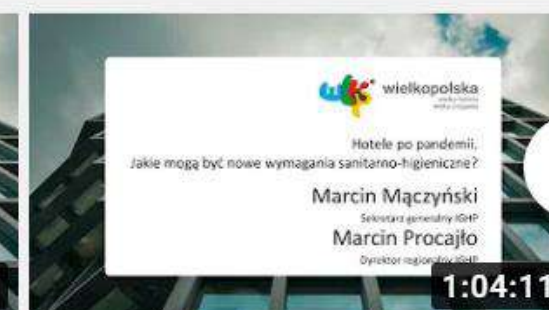 wielkopolska
Hotele po pandemii.
Jakie mogą być nowe wymagania sanitarno-higieniczne?
Marcin Mączyński
Sekretarz generalny IGHP
Marcin Procajło
Dyrektor regionalny IGHP
1:04:11